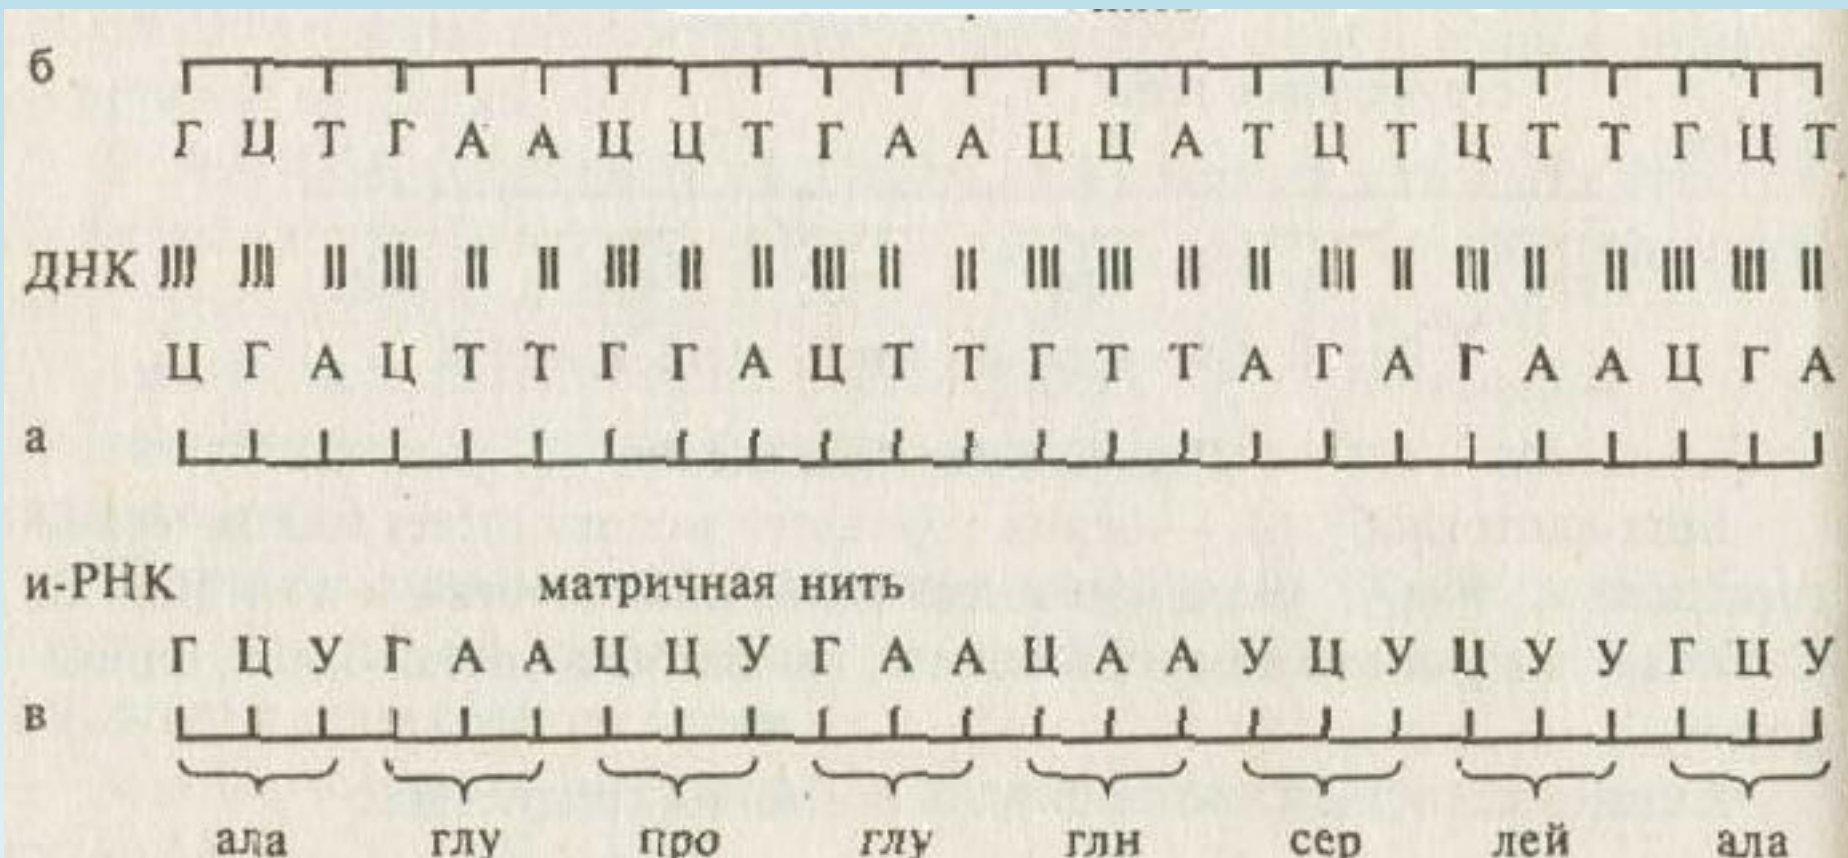 б
Г Ц Т Г А А Ц Ц Т Г А А Ц Ц А Т Ц Т Ц Т Т Г Ц Т
ДНК
Ц Г А Ц Т Т Г Г А Ц Т Т Г Т Т А Г А Г А А Ц Г А
а
и-РНК матричная нить
Г Ц У Г А А Ц Ц У Г А А Ц А А У Ц У Ц У У Г Ц У
в
ала глу про глу глн сер лей ала